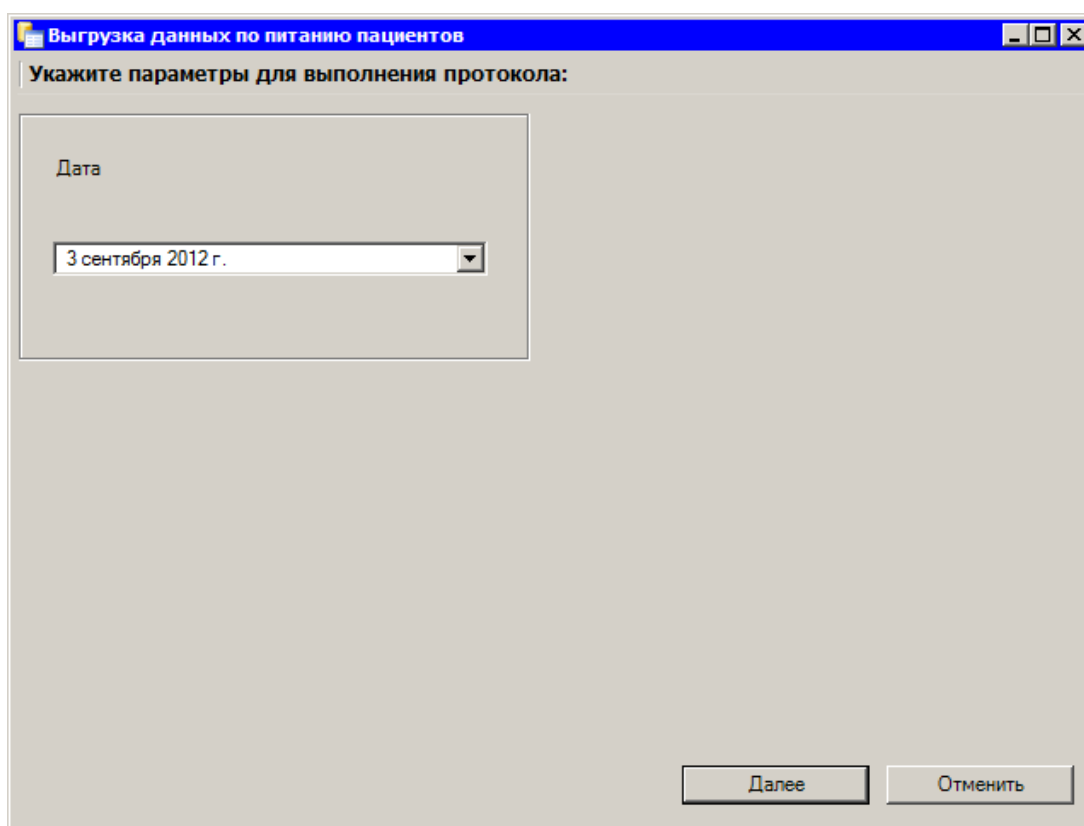 Выгрузка данных по питанию пациентов
Укажите параметры для выполнения протокола:
Дата
3 сентября 2012 г.
Далее
Отменить